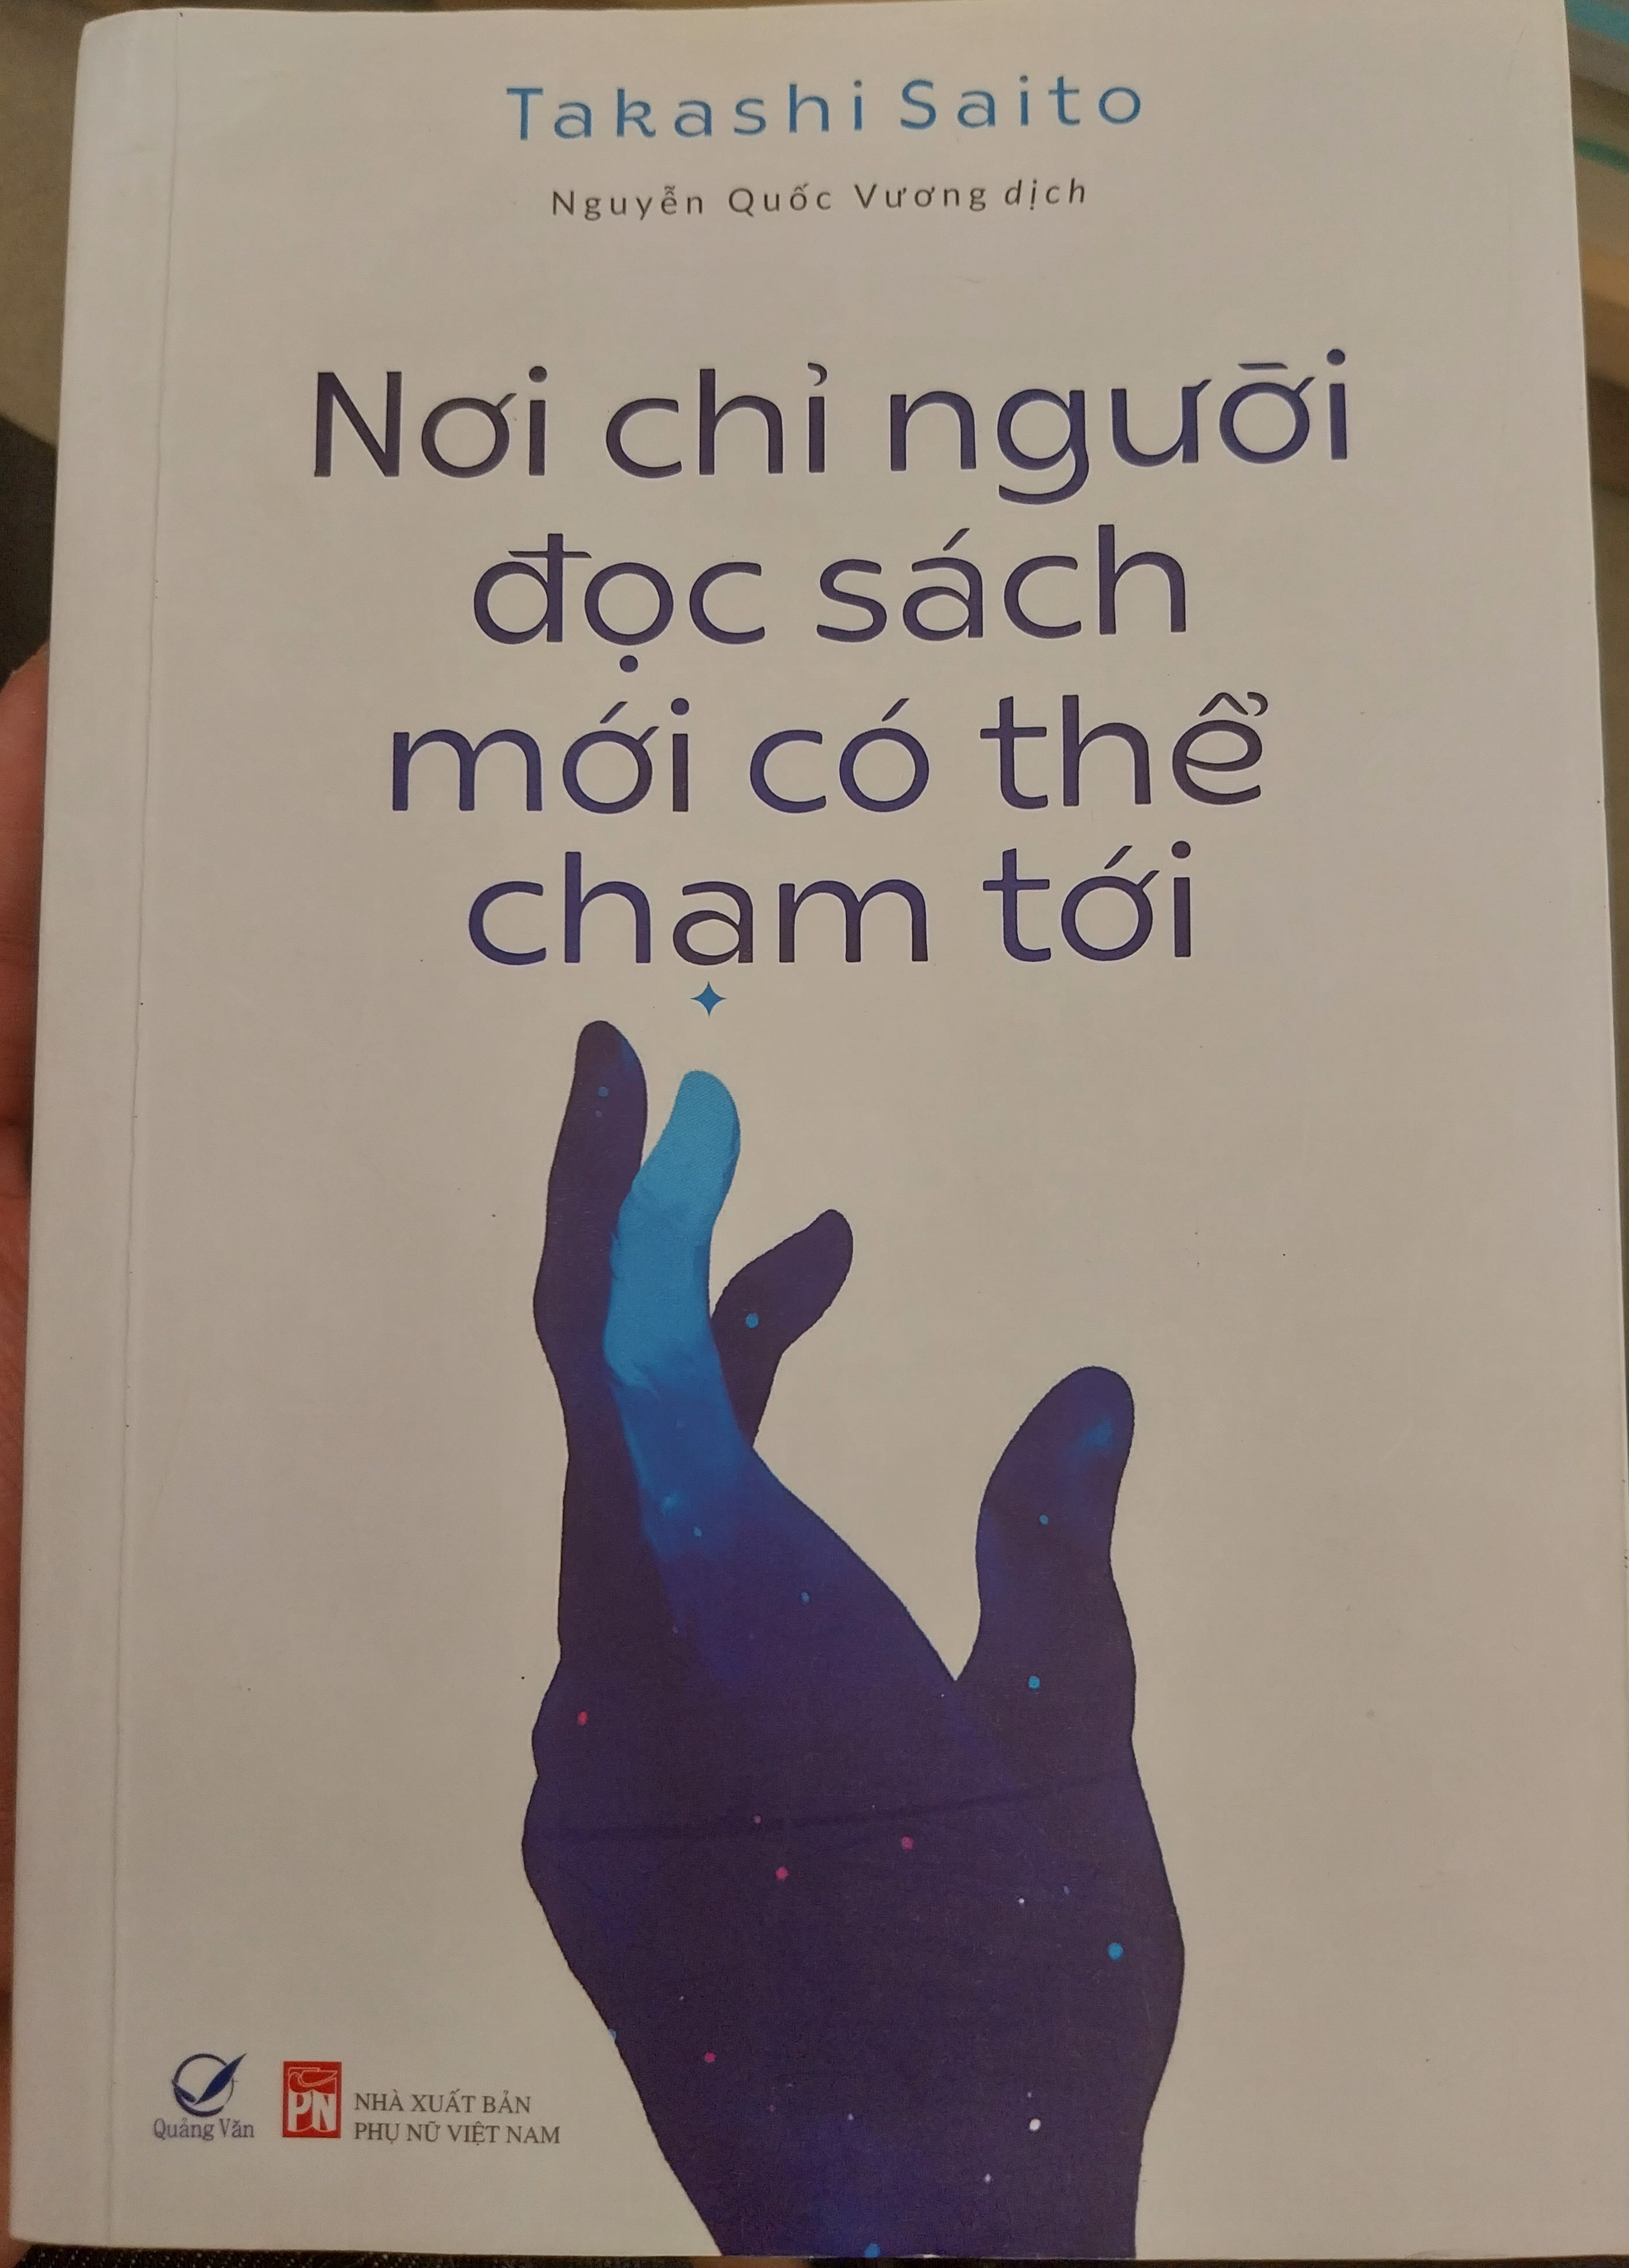 Takashi Saito
Nguyễn Quốc Vương dịch
Nơi chỉ người
đọc sách
mới có thể
chạm tới
Quảng Văn
PN
NHÀ XUẤT BẢN
PHỤ NỮ VIỆT NAM